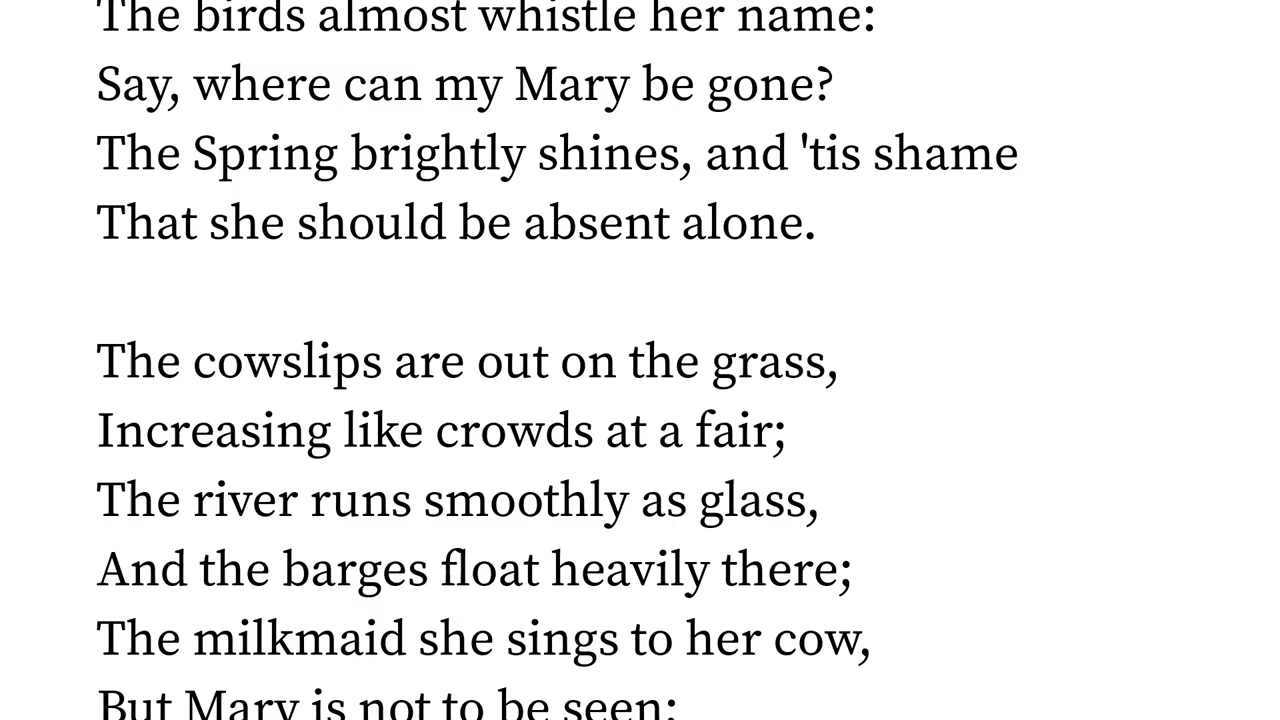 The birds almost whistle her name:
Say, where can my Mary be gone?
The Spring brightly shines, and 'tis shame
That she should be absent alone.

The cowslips are out on the grass,
Increasing like crowds at a fair;
The river runs smoothly as glass,
And the barges float heavily there;
The milkmaid she sings to her cow,
But Mary is not to be seen;